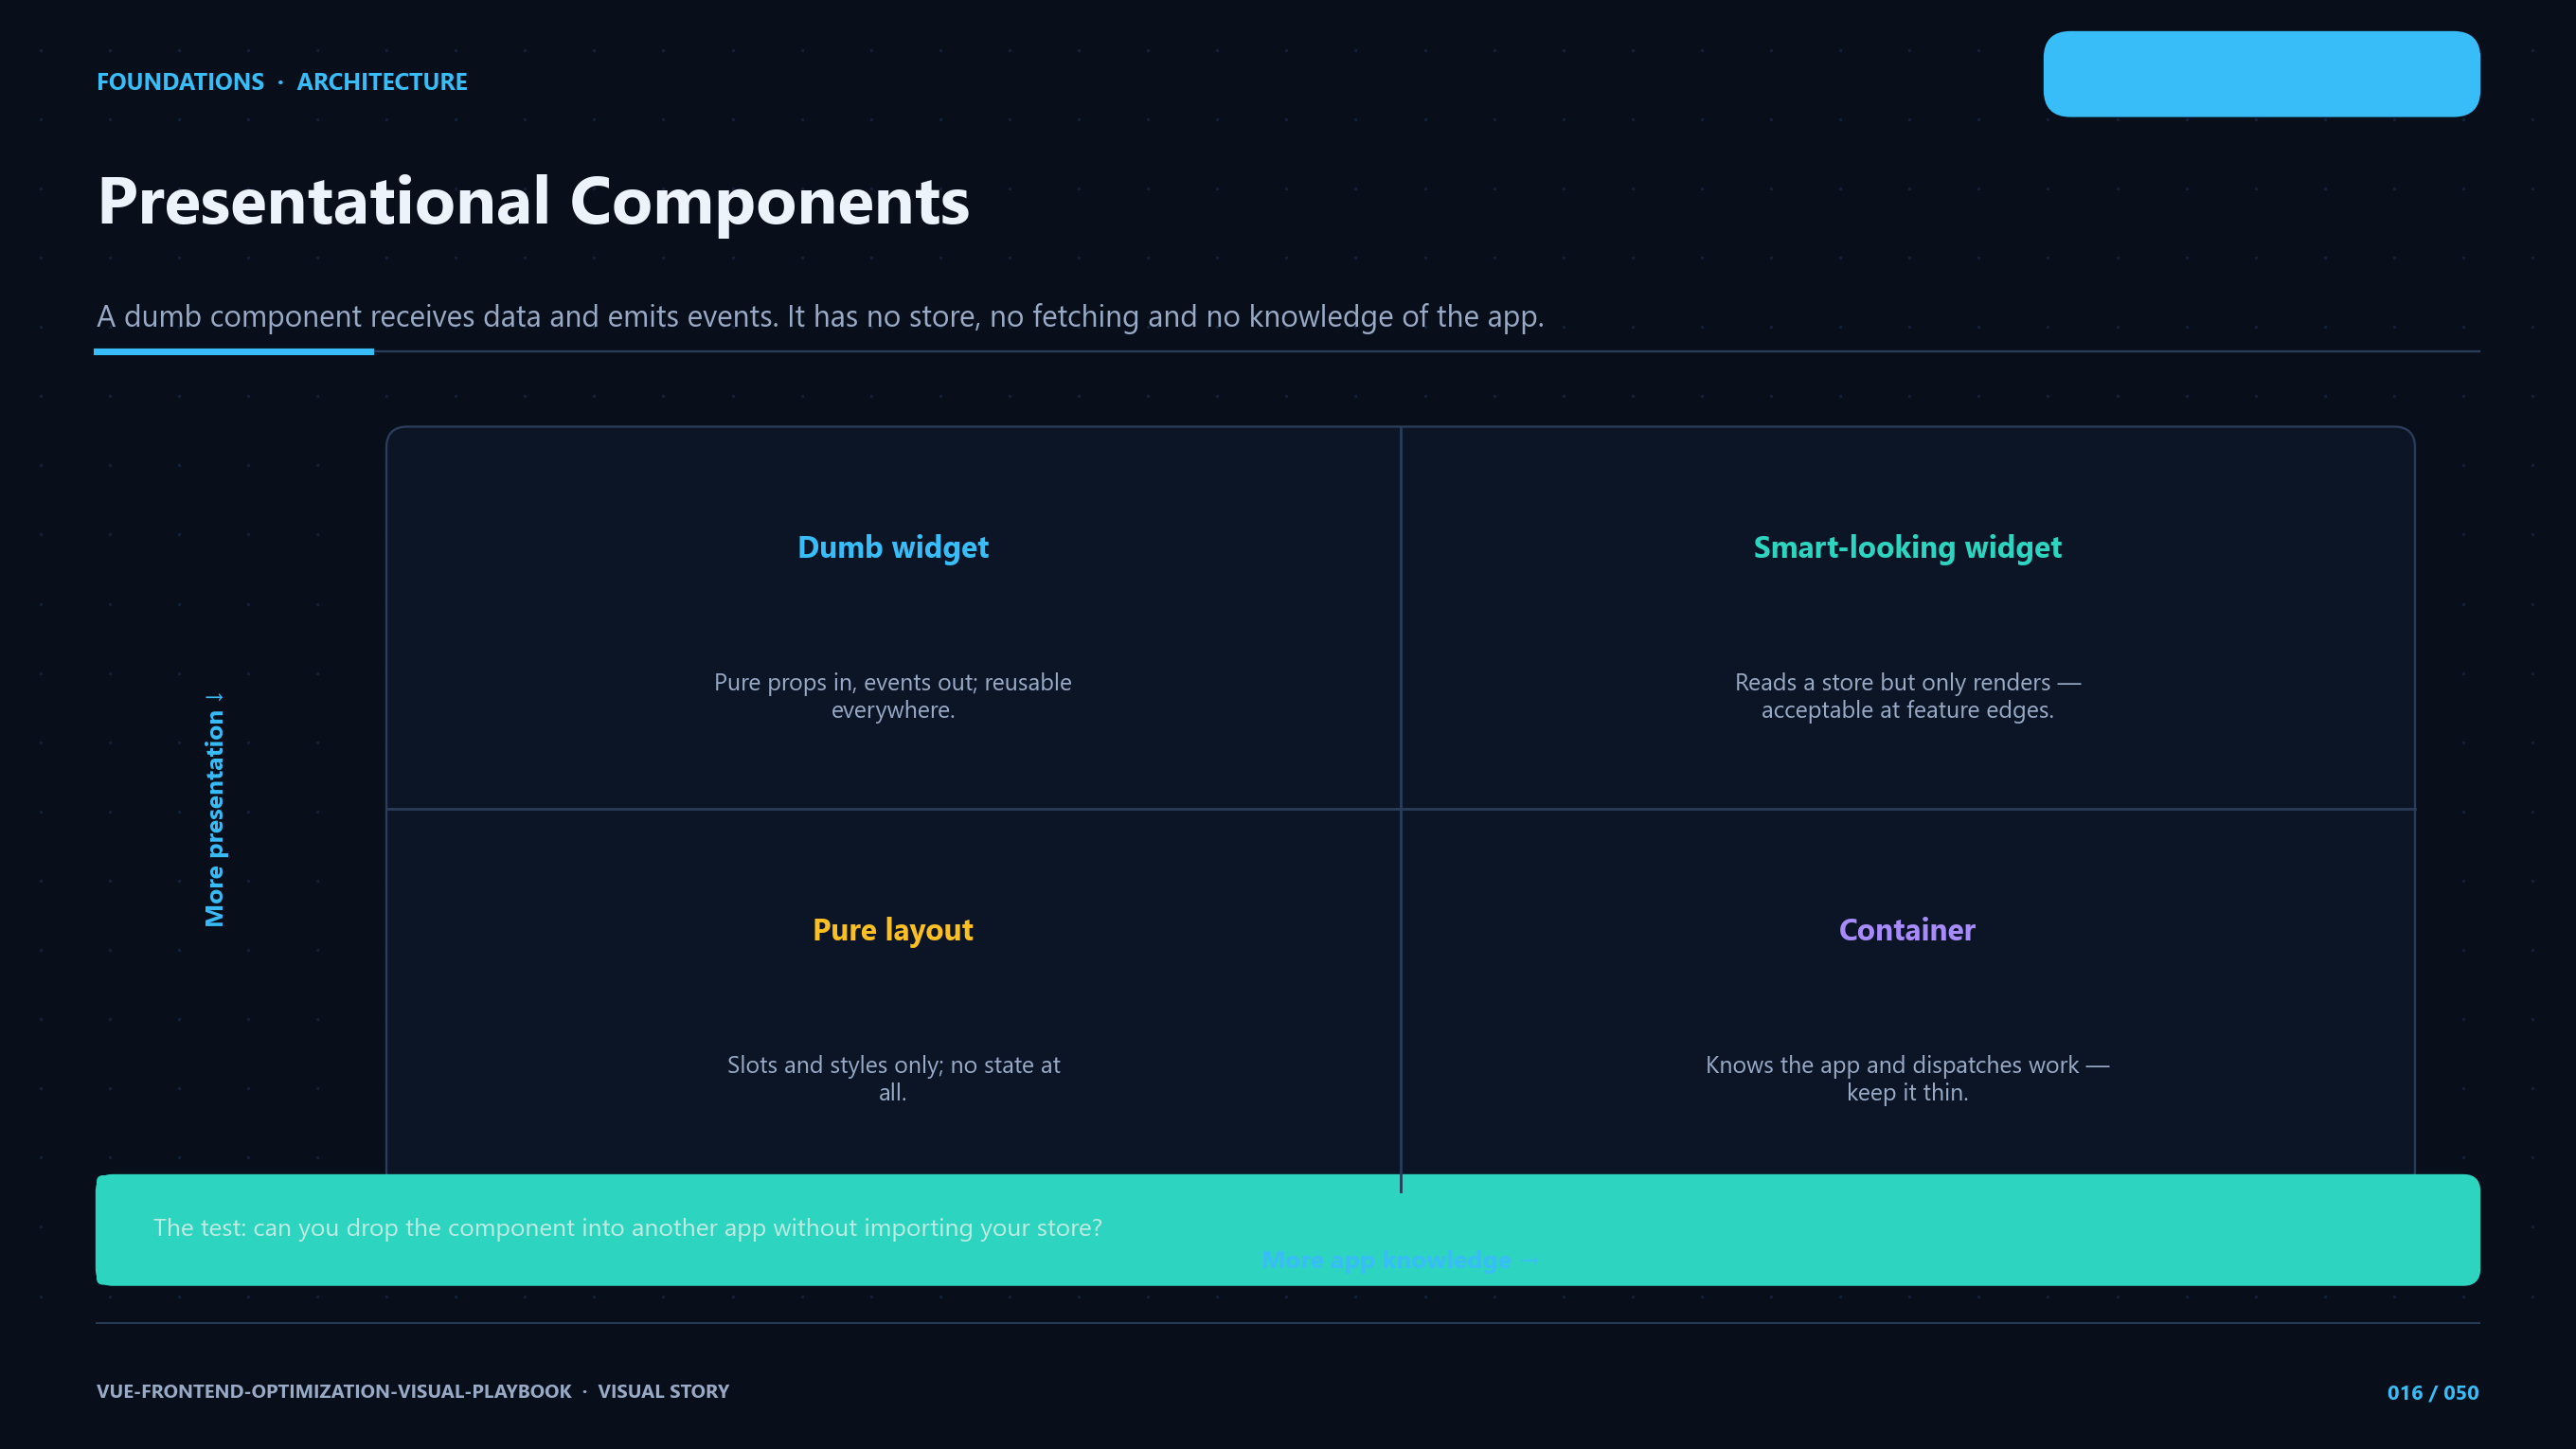 FOUNDATIONS · ARCHITECTURE
Presentational Components
A dumb component receives data and emits events. It has no store, no fetching and no knowledge of the app.
Dumb widget
Pure props in, events out; reusable
everywhere.
Smart-looking widget
Reads a store but only renders —
acceptable at feature edges.
More presentation ↑
Pure layout
Slots and styles only; no state at
all.
Container
Knows the app and dispatches work —
keep it thin.
The test: can you drop the component into another app without importing your store?
More app knowledge →
VUE-FRONTEND-OPTIMIZATION-VISUAL-PLAYBOOK · VISUAL STORY
016 / 050